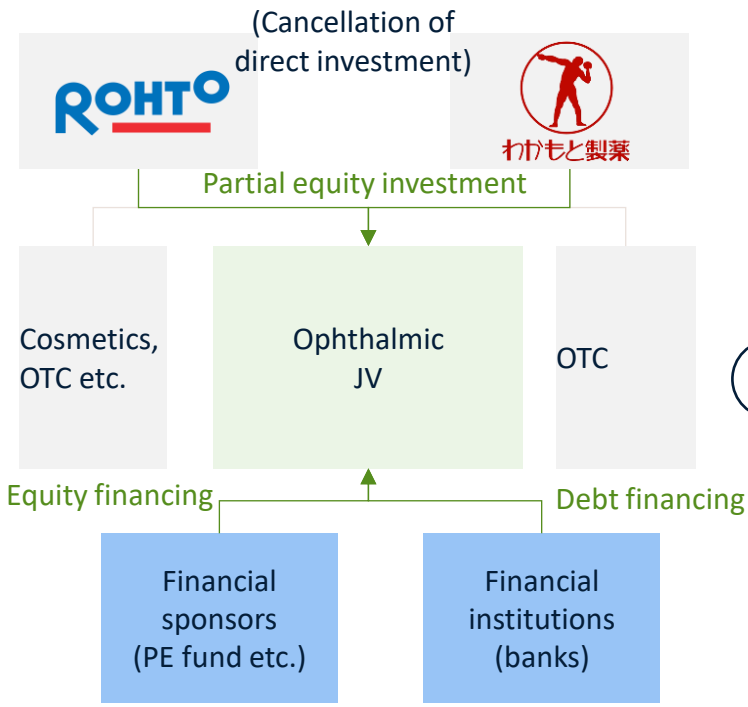 (Cancellation of
direct investment)
ROHTO
わかもと製薬
Partial equity investment
Cosmetics,
OTC etc.
Ophthalmic
JV
OTC
Equity financing
Debt financing
Financial
sponsors
(PE fund etc.)
Financial
institutions
(banks)